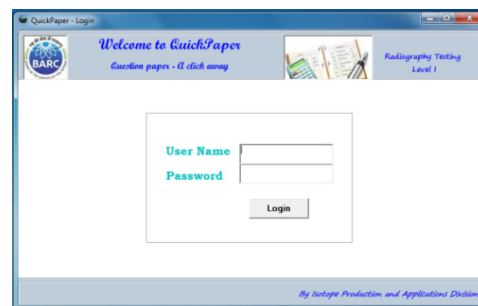 QuickPaper - Login
Welcome to QuickPaper
Question paper - A click away
BARC
Radiography Testing
Level I
User Name
Password
Login
By Isotope Production and Applications Division